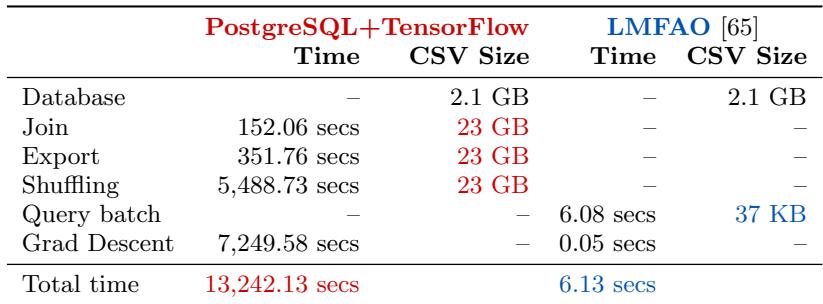 PostgreSQL+TensorFlow LMFAO [65]
Time CSV Size Time CSV Size
Database – 2.1 GB – 2.1 GB
Join 152.06 secs 23 GB – –
Export 351.76 secs 23 GB – –
Shuffling 5,488.73 secs 23 GB – –
Query batch – – 6.08 secs 37 KB
Grad Descent 7,249.58 secs – 0.05 secs –
Total time 13,242.13 secs 6.13 secs